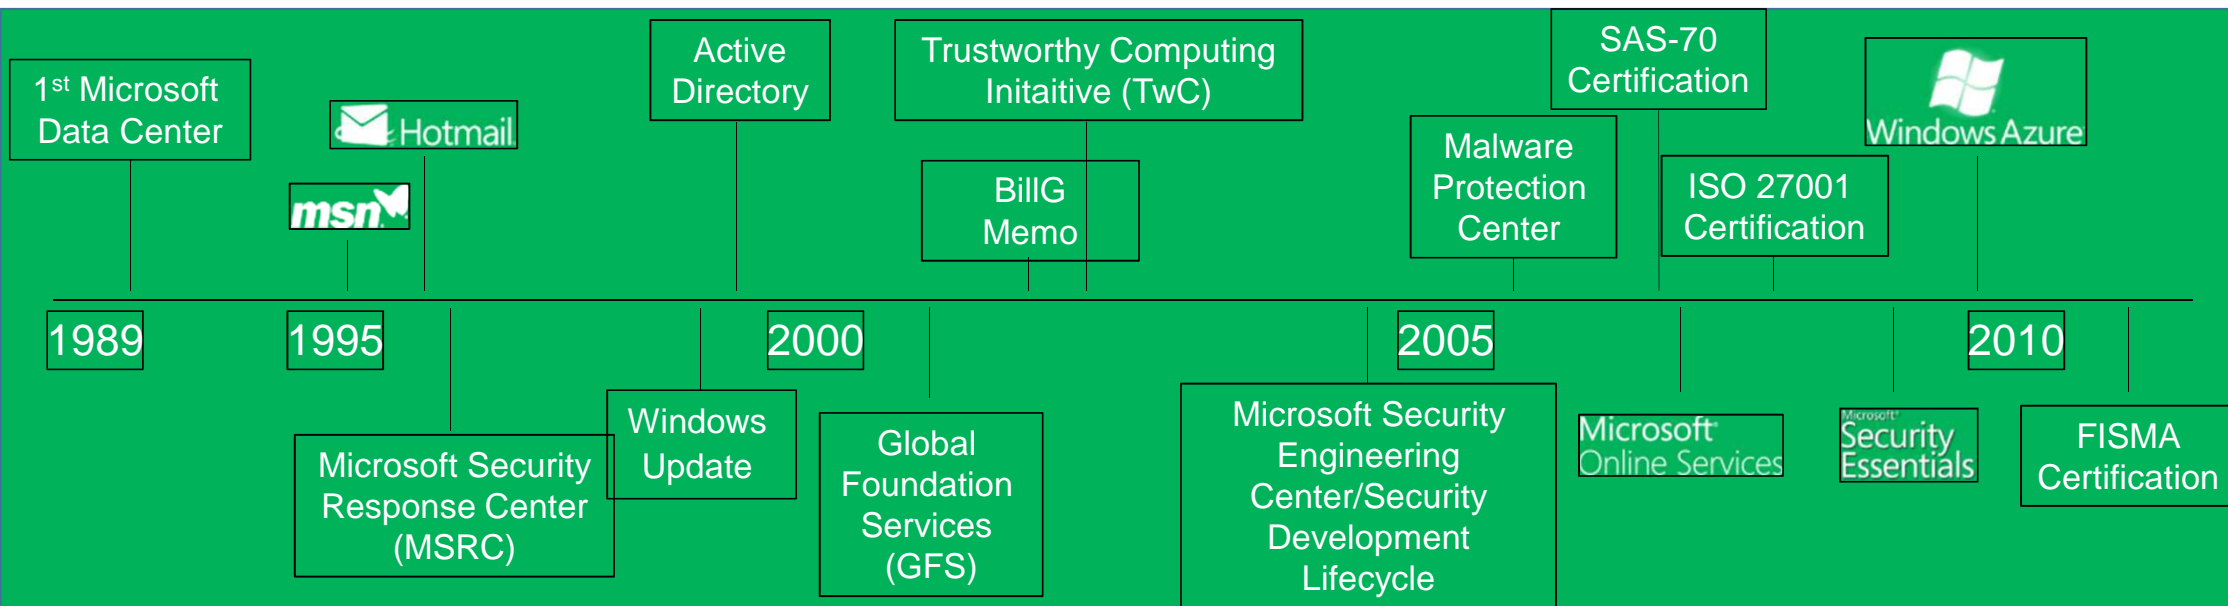 1st Microsoft
Data Center
Hotmail
msn
Active
Directory
Trustworthy Computing
Initaitive (TwC)
BillG
Memo
SAS-70
Certification
Malware
Protection
Center
ISO 27001
Certification
Windows Azure
1989
1995
2000
2005
2010
Microsoft Security
Response Center
(MSRC)
Windows
Update
Global
Foundation
Services
(GFS)
Microsoft Security
Engineering
Center/Security
Development
Lifecycle
Microsoft
Online Services
Microsoft
Security
Essentials
FISMA
Certification